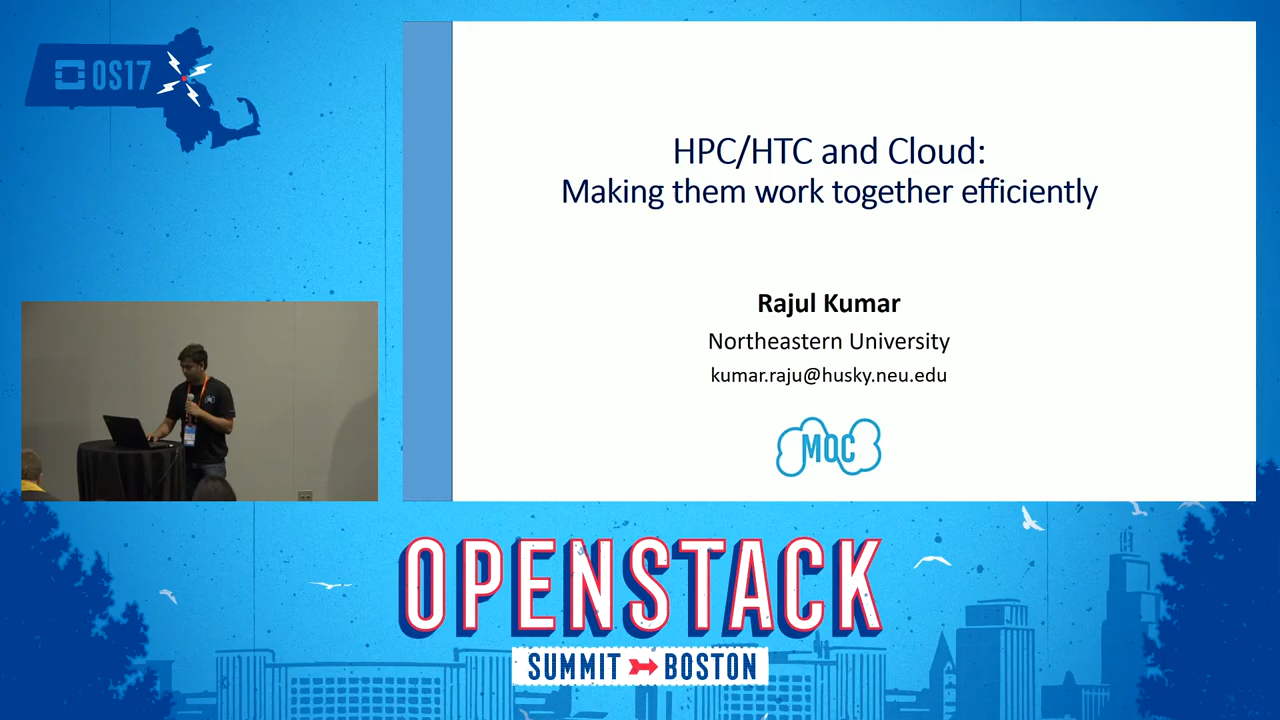 OS17
HPC/HTC and Cloud:
Making them work together efficiently
Rajul Kumar
Northeastern University
kumar.raju@husky.neu.edu
MOC
OPENSTACK
SUMMIT BOSTON